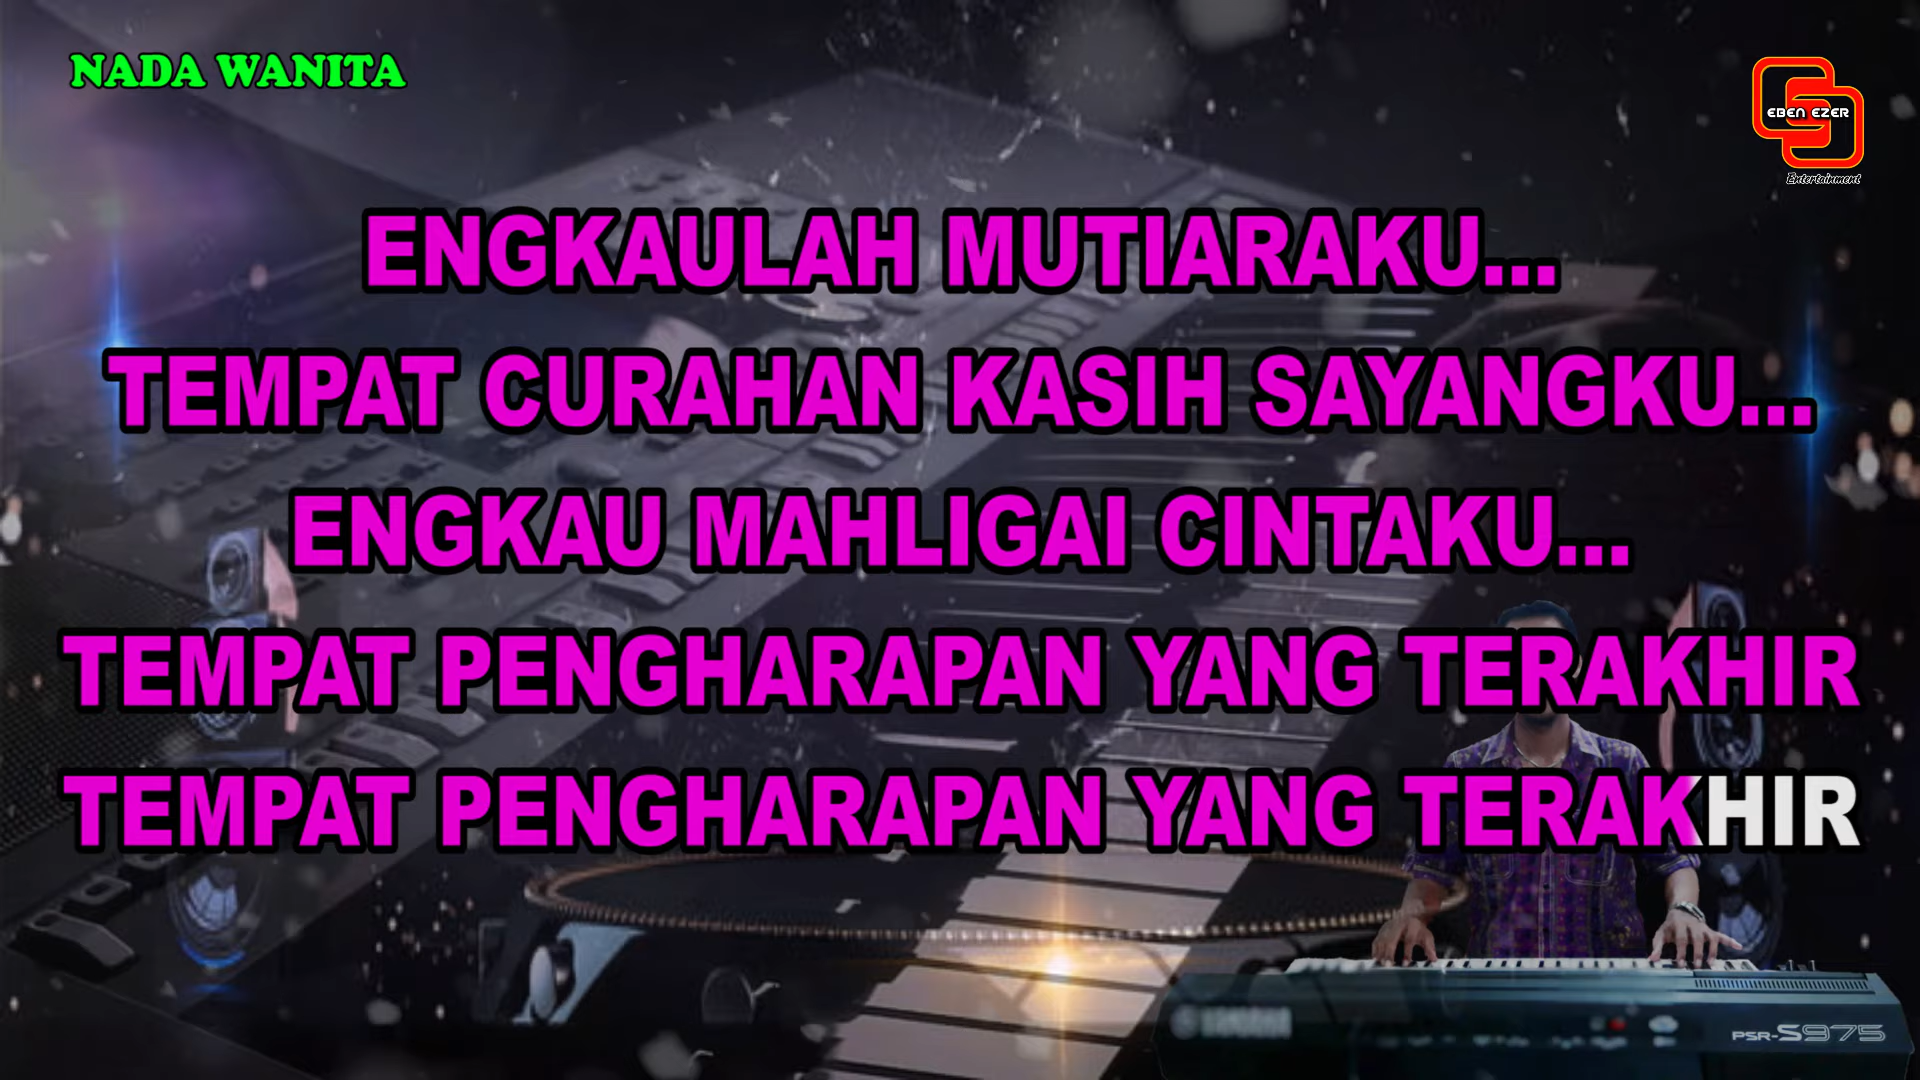 NADA WANITA
EBEN EZER
Entertainment
ENGKAULAH MUTIARAKU...
TEMPAT CURAHAN KASIH SAYANGKU...
ENGKAU MAHLIGAI CINTAKU...
TEMPAT PENGHARAPAN YANG TERAKHIR
TEMPAT PENGHARAPAN YANG TERAKHIR
PSR-S975